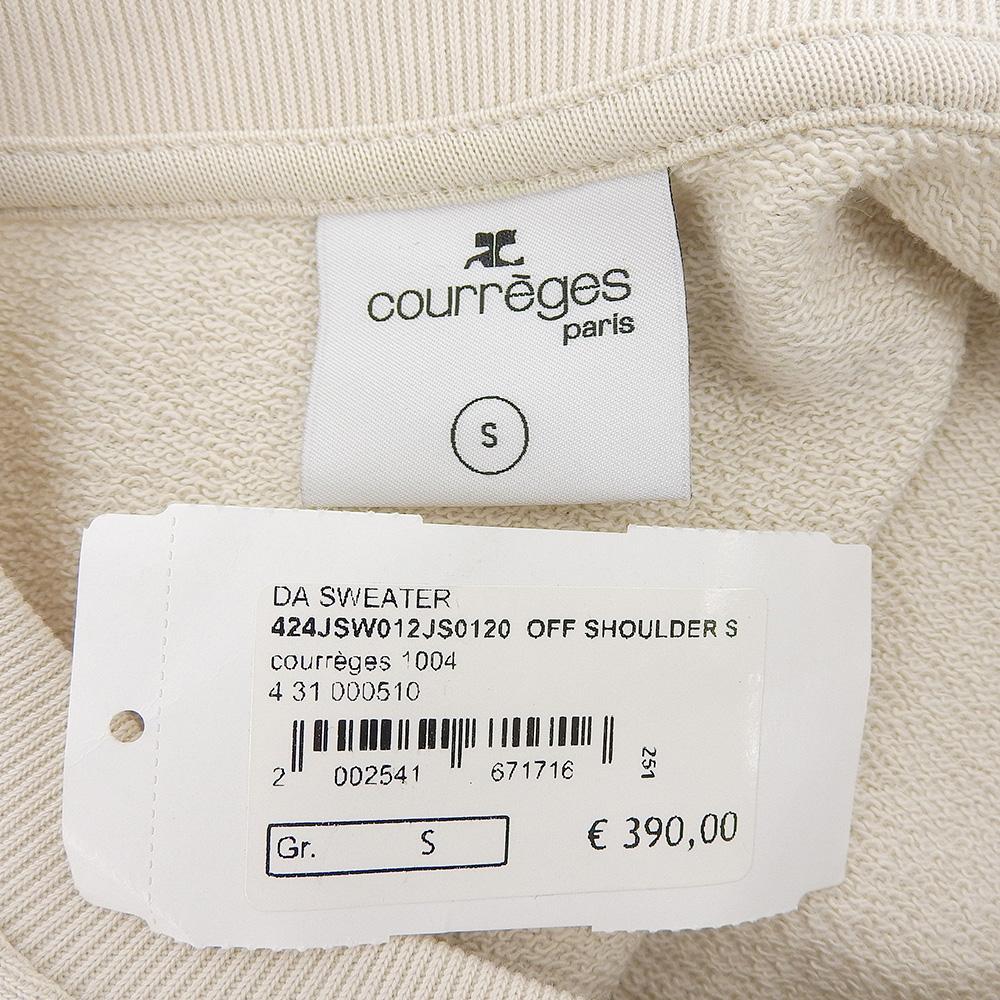 courrèges
paris
S
DA SWEATER
424JSW012JS0120 OFF SHOULDER S
courrèges 1004
4 31 000510
2 002541 671716
251
Gr. S
€ 390,00